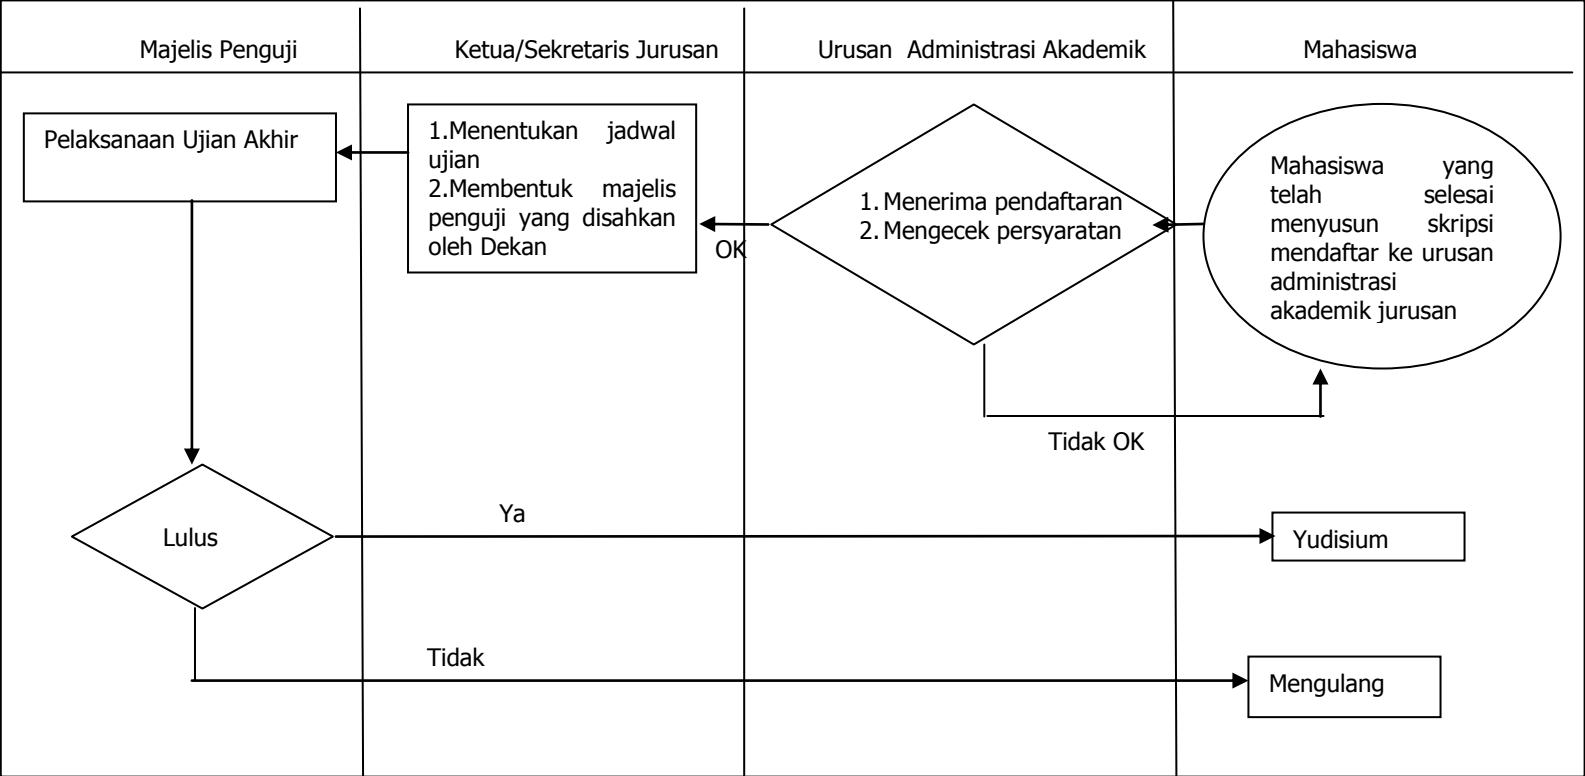 Majelis Penguji
Ketua/Sekretaris Jurusan
Urusan Administrasi Akademik
Mahasiswa
Pelaksanaan Ujian Akhir
1.Menentukan jadwal
ujian
2.Membentuk majelis
penguji yang disahkan
oleh Dekan
OK
1. Menerima pendaftaran
2. Mengecek persyaratan
Mahasiswa yang
telah selesai
menyusun skripsi
mendaftar ke urusan
administrasi
akademik jurusan
Tidak OK
Lulus
Ya
Yudisium
Tidak
Mengulang